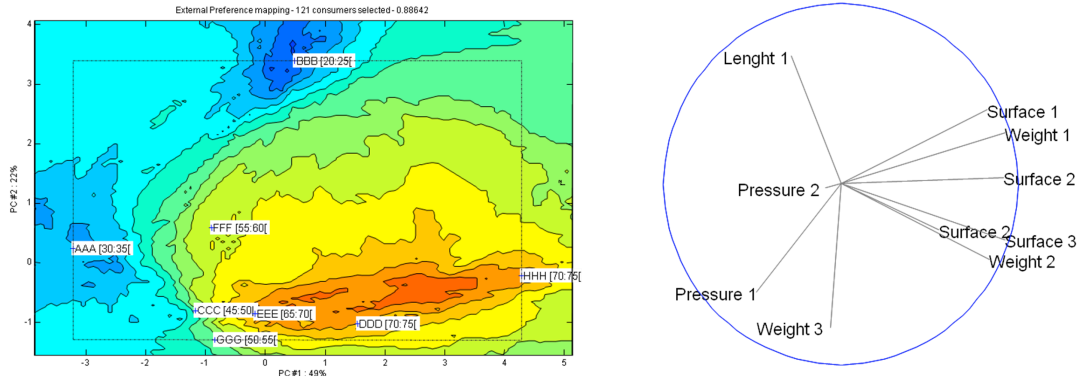 External Preference mapping - 121 consumers selected - 0.88642
4
3
2
1
0
-1
PC#2 : 22%
BBB [20:25[
FFF [55:60[
AAA [30:35[
HHH [70:75[
CCC [45:50[
EEE [65:70[
DDD [70:75[
GGG [50:55[
-3
-2
-1
0
1
2
3
4
5
PC#1 : 49%
Lenght 1
Surface 1
Weight 1
Surface 2
Pressure 2
Surface 2
Surface 3
Weight 2
Pressure 1
Weight 3